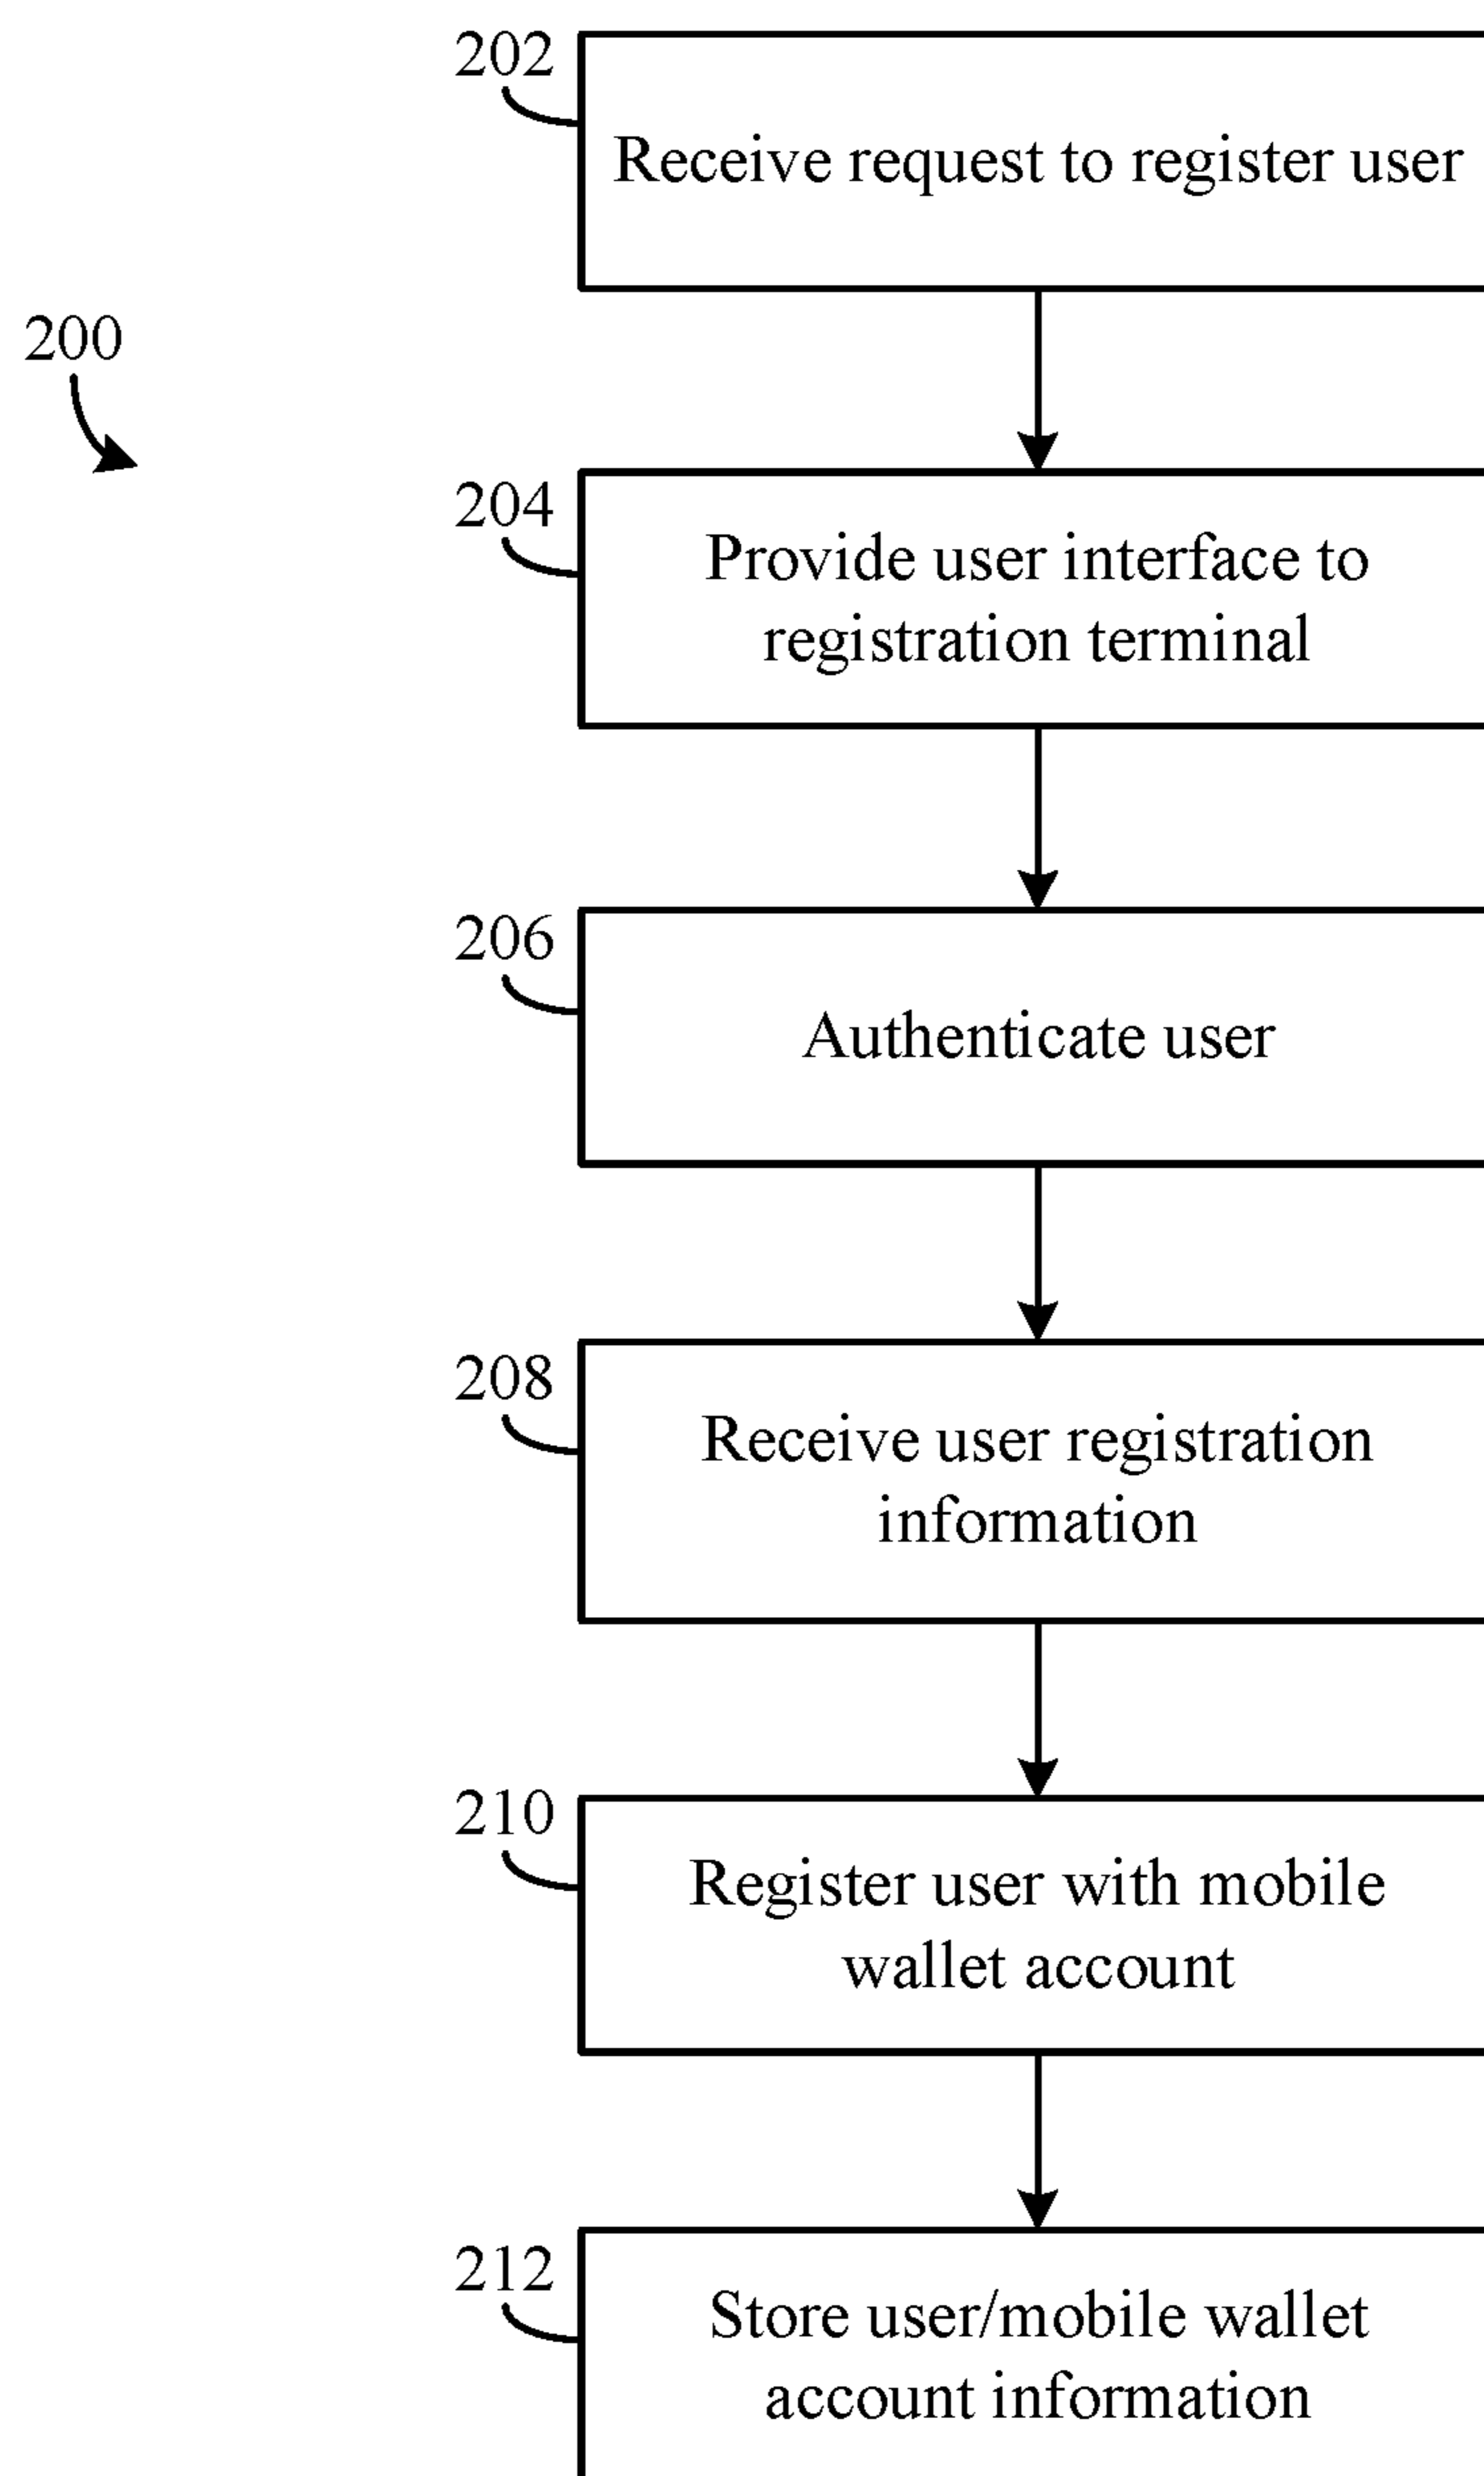 202
Receive request to register user
200
204
Provide user interface to
registration terminal
206
Authenticate user
208
Receive user registration
information
210
Register user with mobile
wallet account
212
Store user/mobile wallet
account information